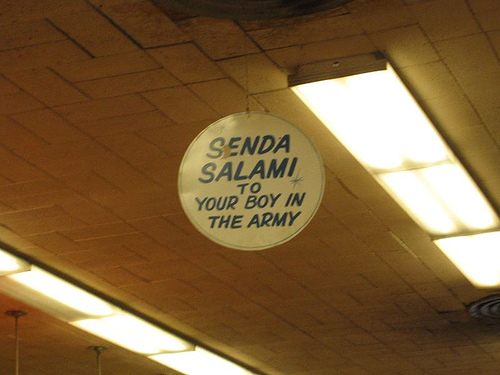 SENDA
SALAMI
TO
YOUR BOY IN
THE ARMY